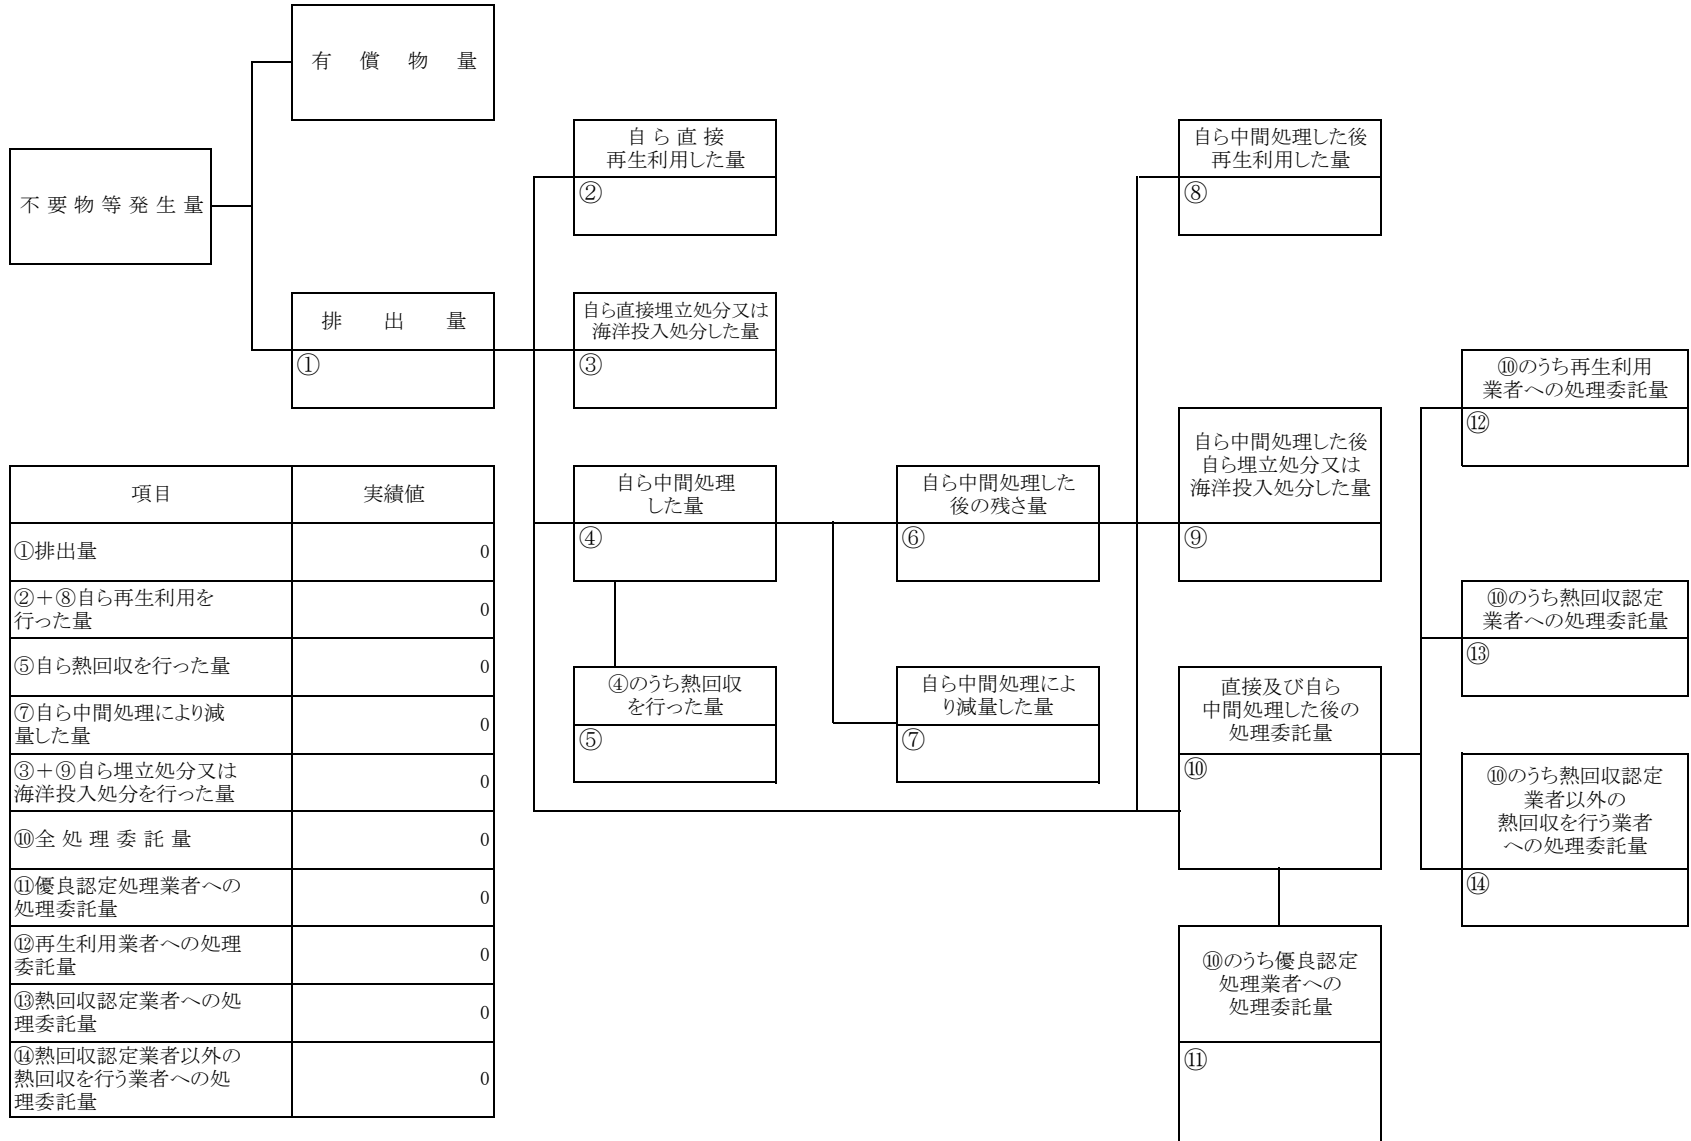 有償物量
不要物等発生量
排出量
①
自ら直接
再生利用した量
②
自ら直接埋立処分又は
海洋投入処分した量
③
自ら中間処理
した量
④
④のうち熱回収
を行った量
⑤
自ら中間処理した
後の残さ量
⑥
自ら中間処理によ
り減量した量
⑦
自ら中間処理した後
再生利用した量
⑧
自ら中間処理した後
自ら埋立処分又は
海洋投入処分した量
⑨
直接及び自ら
中間処理した後の
処理委託量
⑩
⑩のうち優良認定
処理業者への
処理委託量
⑪
⑩のうち再生利用
業者への処理委託量
⑫
⑩のうち熱回収認定
業者への処理委託量
⑬
⑩のうち熱回収認定
業者以外の
熱回収を行う業者
への処理委託量
⑭
項目 実績値
①排出量 0
②+⑧自ら再生利用を
行った量 0
⑤自ら熱回収を行った量 0
⑦自ら中間処理により減
量した量 0
③+⑨自ら埋立処分又は
海洋投入処分を行った量 0
⑩全処理委託量 0
⑪優良認定処理業者への
処理委託量 0
⑫再生利用業者への処理
委託量 0
⑬熱回収認定業者への処
理委託量 0
⑭熱回収認定業者以外の
熱回収を行う業者への処
理委託量 0